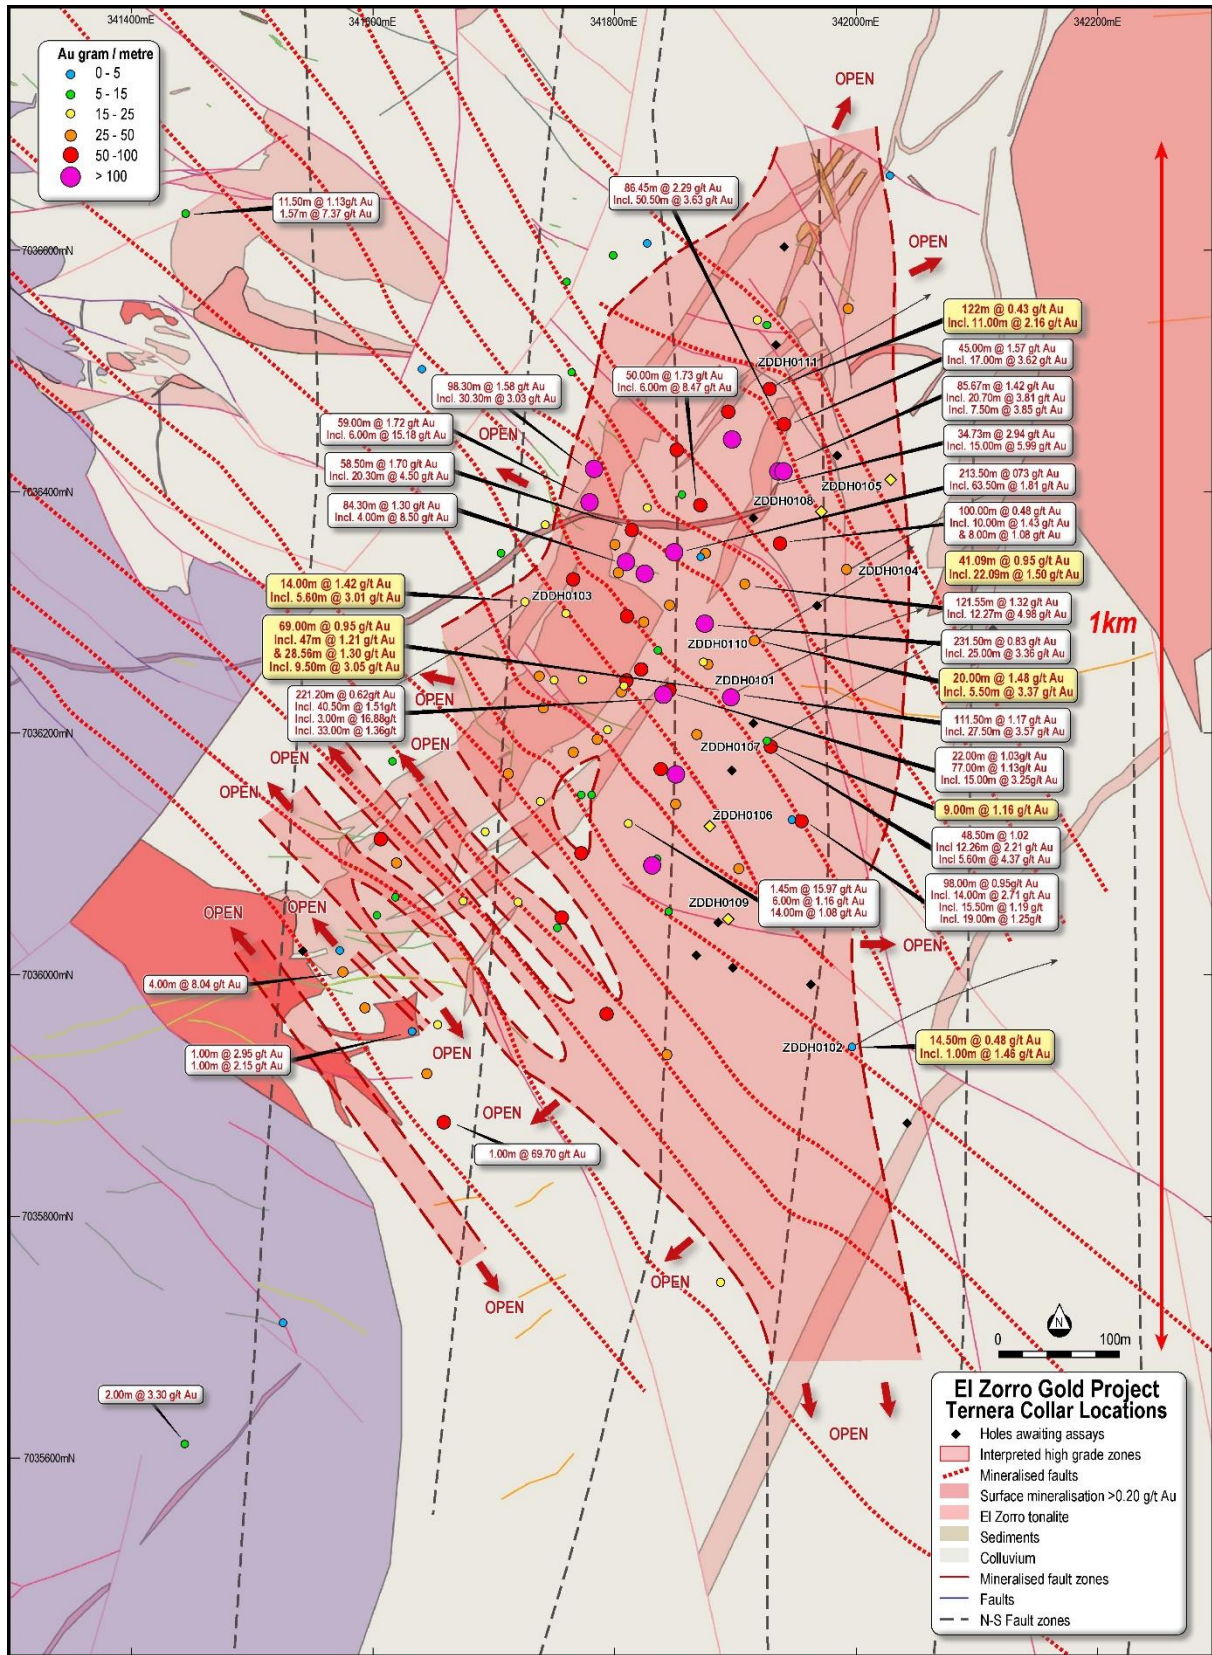 341400mE
341600mE
341800mE
342000mE
342200mE
Au gram / metre
0 - 5
5 - 15
15 - 25
25 - 50
50 -100
> 100
OPEN
86.45m @ 2.29 g/t Au
Incl. 50.50m @ 3.63 g/t Au
11.50m @ 1.13g/t Au
1.57m @ 7.37 g/t Au
7036600mN
OPEN
122m @ 0.43 g/t Au
Incl. 11.00m @ 2.16 g/t Au
45.00m @ 1.57 g/t Au
Incl. 17.00m @ 3.62 g/t Au
ZDDH0111
50.00m @ 1.73 g/t Au
Incl. 6.00m @ 8.47 g/t Au
98.30m @ 1.58 g/t Au
Incl. 30.30m @ 3.03 g/t Au
85.67m @ 1.42 g/t Au
Incl. 20.70m @ 3.81 g/t Au
Incl. 7.50m @ 3.85 g/t Au
59.00m @ 1.72 g/t Au
Incl. 6.00m @ 15.18 g/t Au
OPEN
34.73m @ 2.94 g/t Au
Incl. 15.00m @ 5.99 g/t Au
58.50m @ 1.70 g/t Au
Incl. 20.30m @ 4.50 g/t Au
213.50m @ 073 g/t Au
Incl. 63.50m @ 1.81 g/t Au
7036400mN
ZDDH0105
ZDDH0108
84.30m @ 1.30 g/t Au
Incl. 4.00m @ 8.50 g/t Au
100.00m @ 0.48 g/t Au
Incl. 10.00m @ 1.43 g/t Au
& 8.00m @ 1.08 g/t Au
41.09m @ 0.95 g/t Au
Incl. 22.09m @ 1.50 g/t Au
ZDDH0104
14.00m @ 1.42 g/t Au
Incl. 5.60m @ 3.01 g/t Au
ZDDH0103
121.55m @ 1.32 g/t Au
Incl. 12.27m @ 4.98 g/t Au
1km
69.00m @ 0.95 g/t Au
Incl. 47m @ 1.21 g/t Au
& 28.56m @ 1.30 g/t Au
Incl. 9.50m @ 3.05 g/t Au
231.50m @ 0.83 g/t Au
Incl. 25.00m @ 3.36 g/t Au
ZDDH0110
20.00m @ 1.48 g/t Au
Incl. 5.50m @ 3.37 g/t Au
ZDDH0101
OPEN
221.20m @ 0.62g/t Au
Incl. 40.50m @ 1.51g/t
Incl. 3.00m @ 16.88g/t
Incl. 33.00m @ 1.36g/t
111.50m @ 1.17 g/t Au
Incl. 27.50m @ 3.57 g/t Au
7036200mN
OPEN
OPEN
ZDDH0107
22.00m @ 1.03g/t Au
77.00m @ 1.13g/t Au
Incl. 15.00m @ 3.25g/t Au
OPEN
9.00m @ 1.16 g/t Au
ZDDH0106
48.50m @ 1.02
Incl 12.26m @ 2.21 g/t Au
Incl 5.60m @ 4.37 g/t Au
1.45m @ 15.97 g/t Au
6.00m @ 1.16 g/t Au
14.00m @ 1.08 g/t Au
98.00m @ 0.95g/t Au
Incl. 14.00m @ 2.71 g/t Au
Incl. 15.50m @ 1.19 g/t
Incl. 19.00m @ 1.25g/t
ZDDH0109
OPEN
OPEN
OPEN
7036000mN
4.00m @ 8.04 g/t Au
OPEN
1.00m @ 2.95 g/t Au
1.00m @ 2.15 g/t Au
ZDDH0102
14.50m @ 0.48 g/t Au
Incl. 1.00m @ 1.46 g/t Au
OPEN
1.00m @ 69.70 g/t Au
7035800mN
OPEN
OPEN
N
0
100m
2.00m @ 3.30 g/t Au
OPEN
7035600mN
El Zorro Gold Project
Ternera Collar Locations
Holes awaiting assays
Interpreted high grade zones
Mineralised faults
Surface mineralisation >0.20 g/t Au
El Zorro tonalite
Sediments
Colluvium
Mineralised fault zones
Faults
N-S Fault zones